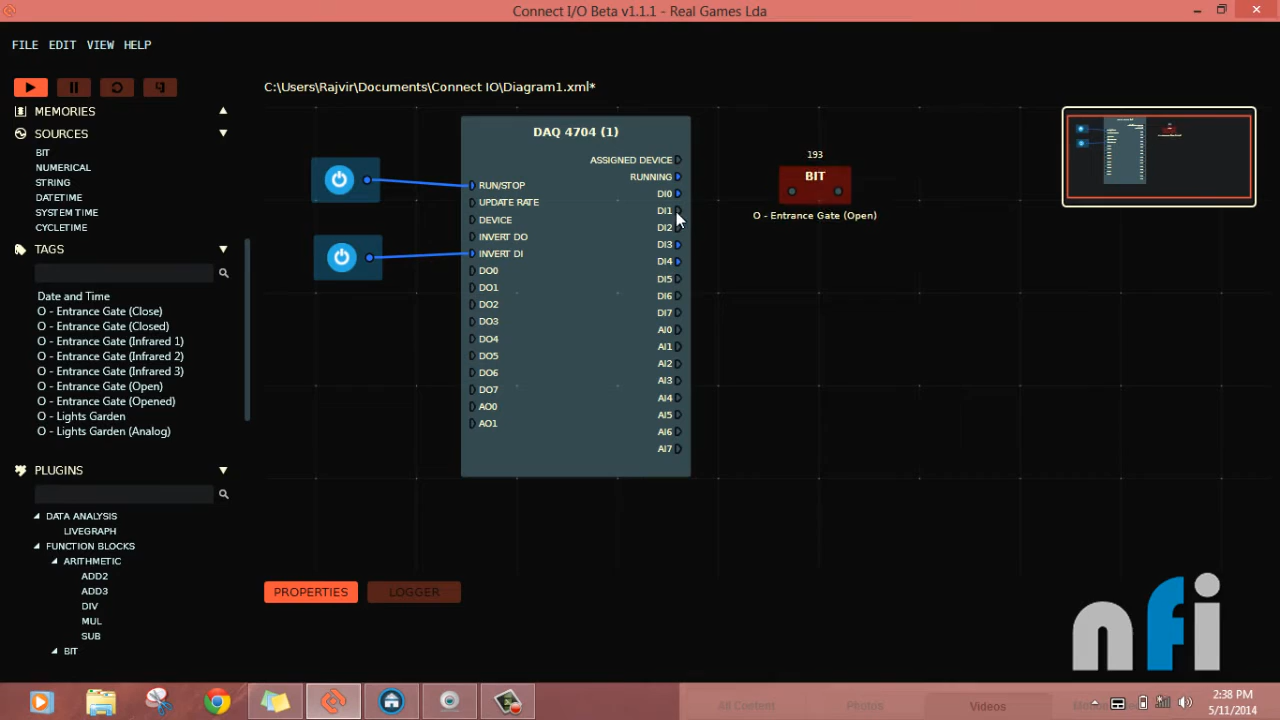 Connect I/O Beta v1.1.1 - Real Games Lda
FILE EDIT VIEW HELP
C:\Users\Rajvir\Documents\Connect IO\Diagram1.xml*
MEMORIES
SOURCES
BIT
NUMERICAL
STRING
DATETIME
SYSTEM TIME
CYCLETIME
TAGS
Date and Time
O - Entrance Gate (Close)
O - Entrance Gate (Closed)
O - Entrance Gate (Infrared 1)
O - Entrance Gate (Infrared 2)
O - Entrance Gate (Infrared 3)
O - Entrance Gate (Open)
O - Entrance Gate (Opened)
O - Lights Garden
O - Lights Garden (Analog)
PLUGINS
DATA ANALYSIS
LIVEGRAPH
FUNCTION BLOCKS
ARITHMETIC
ADD2
ADD3
DIV
MUL
SUB
BIT
DAQ 4704 (1)
ASSIGNED DEVICE
RUNNING
DI0
DI1
DI2
DI3
DI4
DI5
DI6
DI7
AI0
AI1
AI2
AI3
AI4
AI5
AI6
AI7
RUN/STOP
UPDATE RATE
DEVICE
INVERT DO
INVERT DI
DO0
DO1
DO2
DO3
DO4
DO5
DO6
DO7
AO0
AO1
193
BIT
O - Entrance Gate (Open)
PROPERTIES
LOGGER
nfi
All Content
Photos
Videos
2:38 PM
5/11/2014